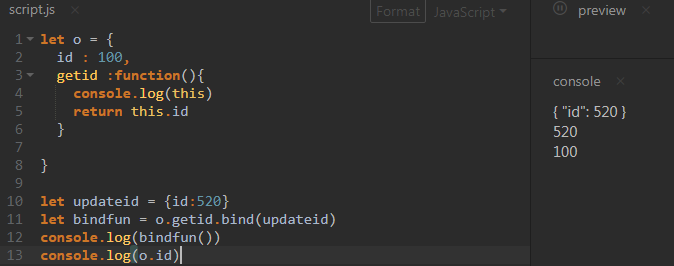 script.js × Format JavaScript preview ×
1 let o = {
2 id : 100,
3 getid :function(){
4 console.log(this)
5 return this.id
6 }
7
8 }
9
10 let updateid = {id:520}
11 let bindfun = o.getid.bind(updateid)
12 console.log(bindfun())
13 console.log(o.id)
console ×
{ "id": 520 }
520
100